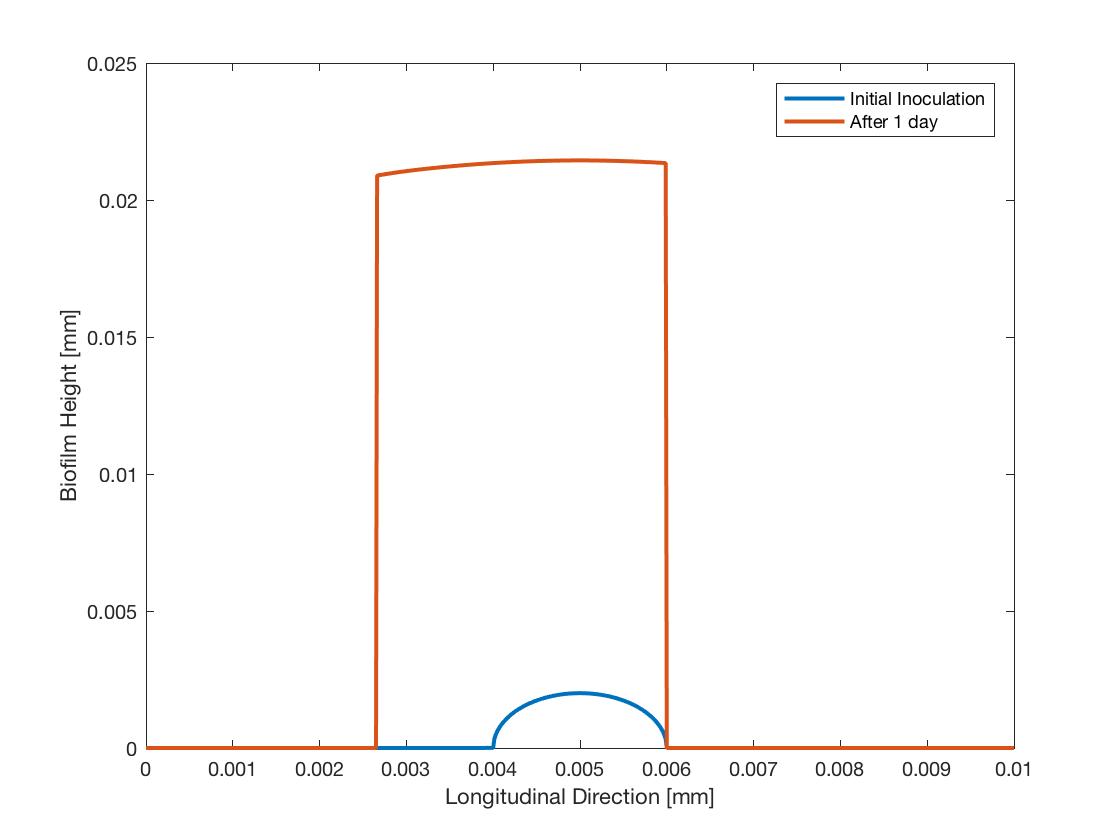 0.025
0.02
0.015
0.01
0.005
0
Biofilm Height [mm]
Initial Inoculation
After 1 day
0 0.001 0.002 0.003 0.004 0.005 0.006 0.007 0.008 0.009 0.01
Longitudinal Direction [mm]